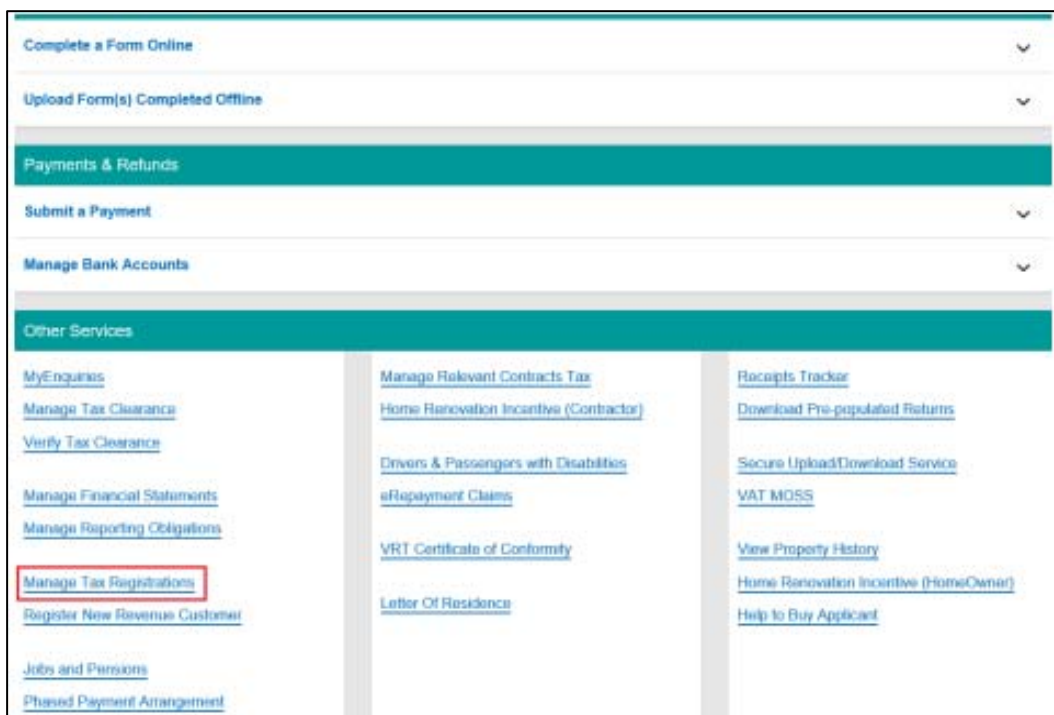 Complete a Form Online
Upload Form(s) Completed Offline
Payments & Refunds
Submit a Payment
Manage Bank Accounts
Other Services
MyEnquiries
Manage Tax Clearance
Verify Tax Clearance
Manage Financial Statements
Manage Reporting Obligations
Manage Tax Registrations
Register New Revenue Customer
Jobs and Pensions
Phased Payment Arrangement
Manage Relevant Contracts Tax
Home Renovation Incentive (Contractor)
Drivers & Passengers with Disabilities
eRepayment Claims
VRT Certificate of Conformity
Letter Of Residence
Receipts Tracker
Download Pre-populated Returns
Secure Upload/Download Service
VAT MOSS
View Property History
Home Renovation Incentive (HomeOwner)
Help to Buy Applicant